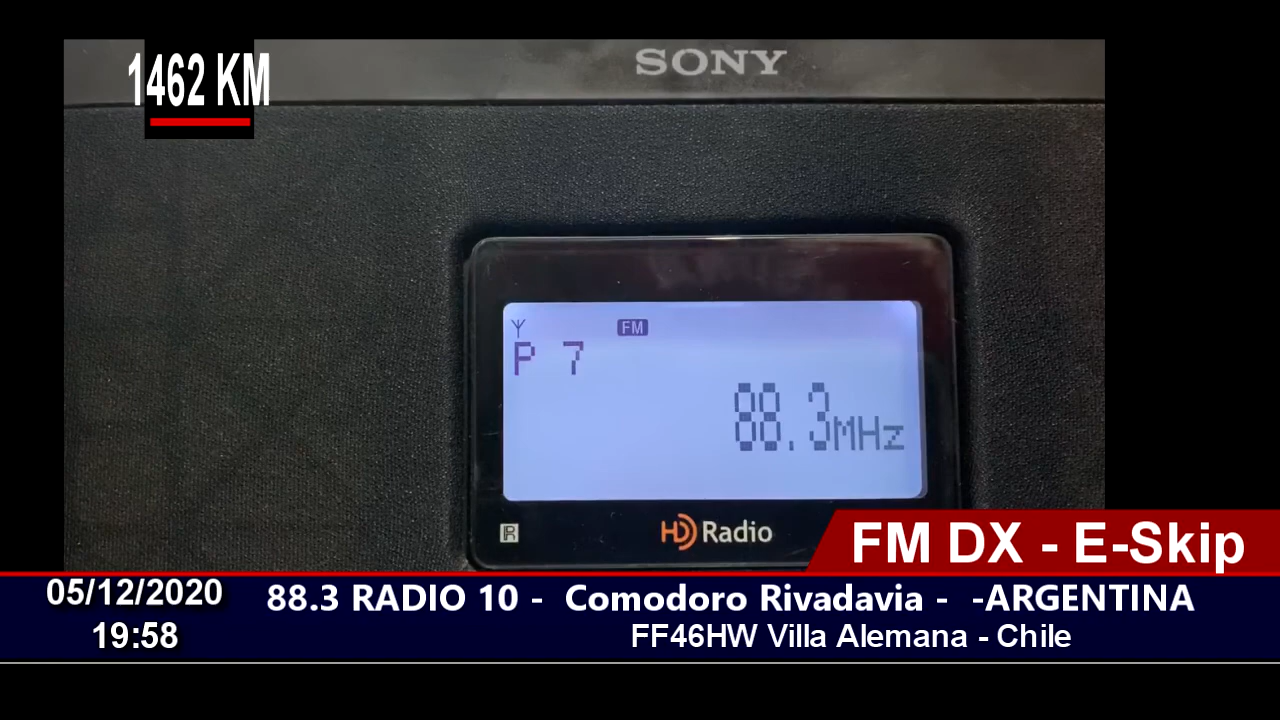 1462 KM
SONY
FM
P 7
88.3MHz
R
HD Radio
FM DX - E-Skip
05/12/2020
88.3 RADIO 10 - Comodoro Rivadavia - -ARGENTINA
19:58
FF46HW Villa Alemana - Chile